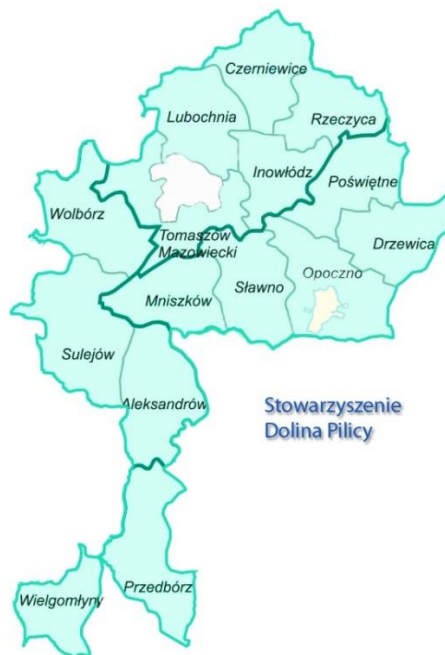 Czerniewice
Lubochnia
Rzeczyca
Inowłódz
Poświętne
Wolbórz
Tomaszów
Mazowiecki
Drzewica
Opoczno
Sławno
Mniszków
Sulejów
Aleksandrów
Stowarzyszenie
Dolina Pilicy
Przedbórz
Wielgomłyny